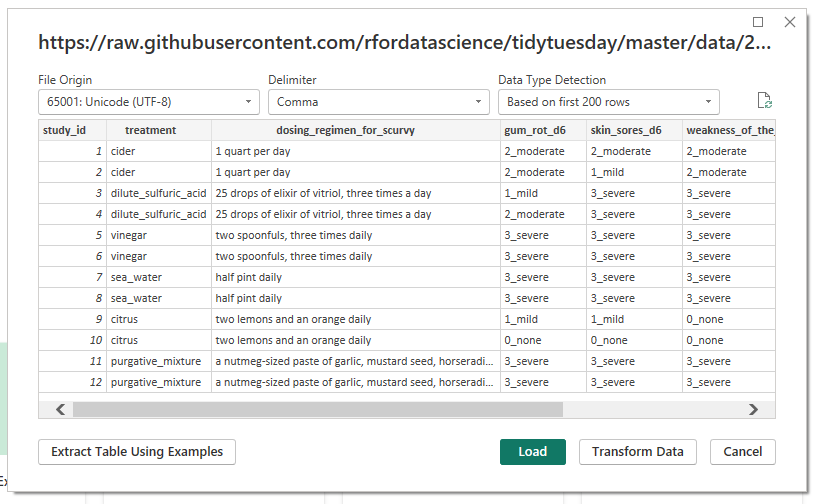 https://raw.githubusercontent.com/rfordatascience/tidytuesday/master/data/2...
File Origin Delimiter Data Type Detection
65001: Unicode (UTF-8) Comma Based on first 200 rows
study_id treatment dosing_regimen_for_scurvy gum_rot_d6 skin_sores_d6 weakness_of_the_
1 cider 1 quart per day 2_moderate 2_moderate 2_moderate
2 cider 1 quart per day 2_moderate 1_mild 2_moderate
3 dilute_sulfuric_acid 25 drops of elixir of vitriol, three times a day 1_mild 3_severe 3_severe
4 dilute_sulfuric_acid 25 drops of elixir of vitriol, three times a day 2_moderate 3_severe 3_severe
5 vinegar two spoonfuls, three times daily 3_severe 3_severe 3_severe
6 vinegar two spoonfuls, three times daily 3_severe 3_severe 3_severe
7 sea_water half pint daily 3_severe 3_severe 3_severe
8 sea_water half pint daily 3_severe 3_severe 3_severe
9 citrus two lemons and an orange daily 1_mild 1_mild 0_none
10 citrus two lemons and an orange daily 0_none 0_none 0_none
11 purgative_mixture a nutmeg-sized paste of garlic, mustard seed, horseradi... 3_severe 3_severe 3_severe
12 purgative_mixture a nutmeg-sized paste of garlic, mustard seed, horseradi... 3_severe 3_severe 3_severe
Extract Table Using Examples Load Transform Data Cancel